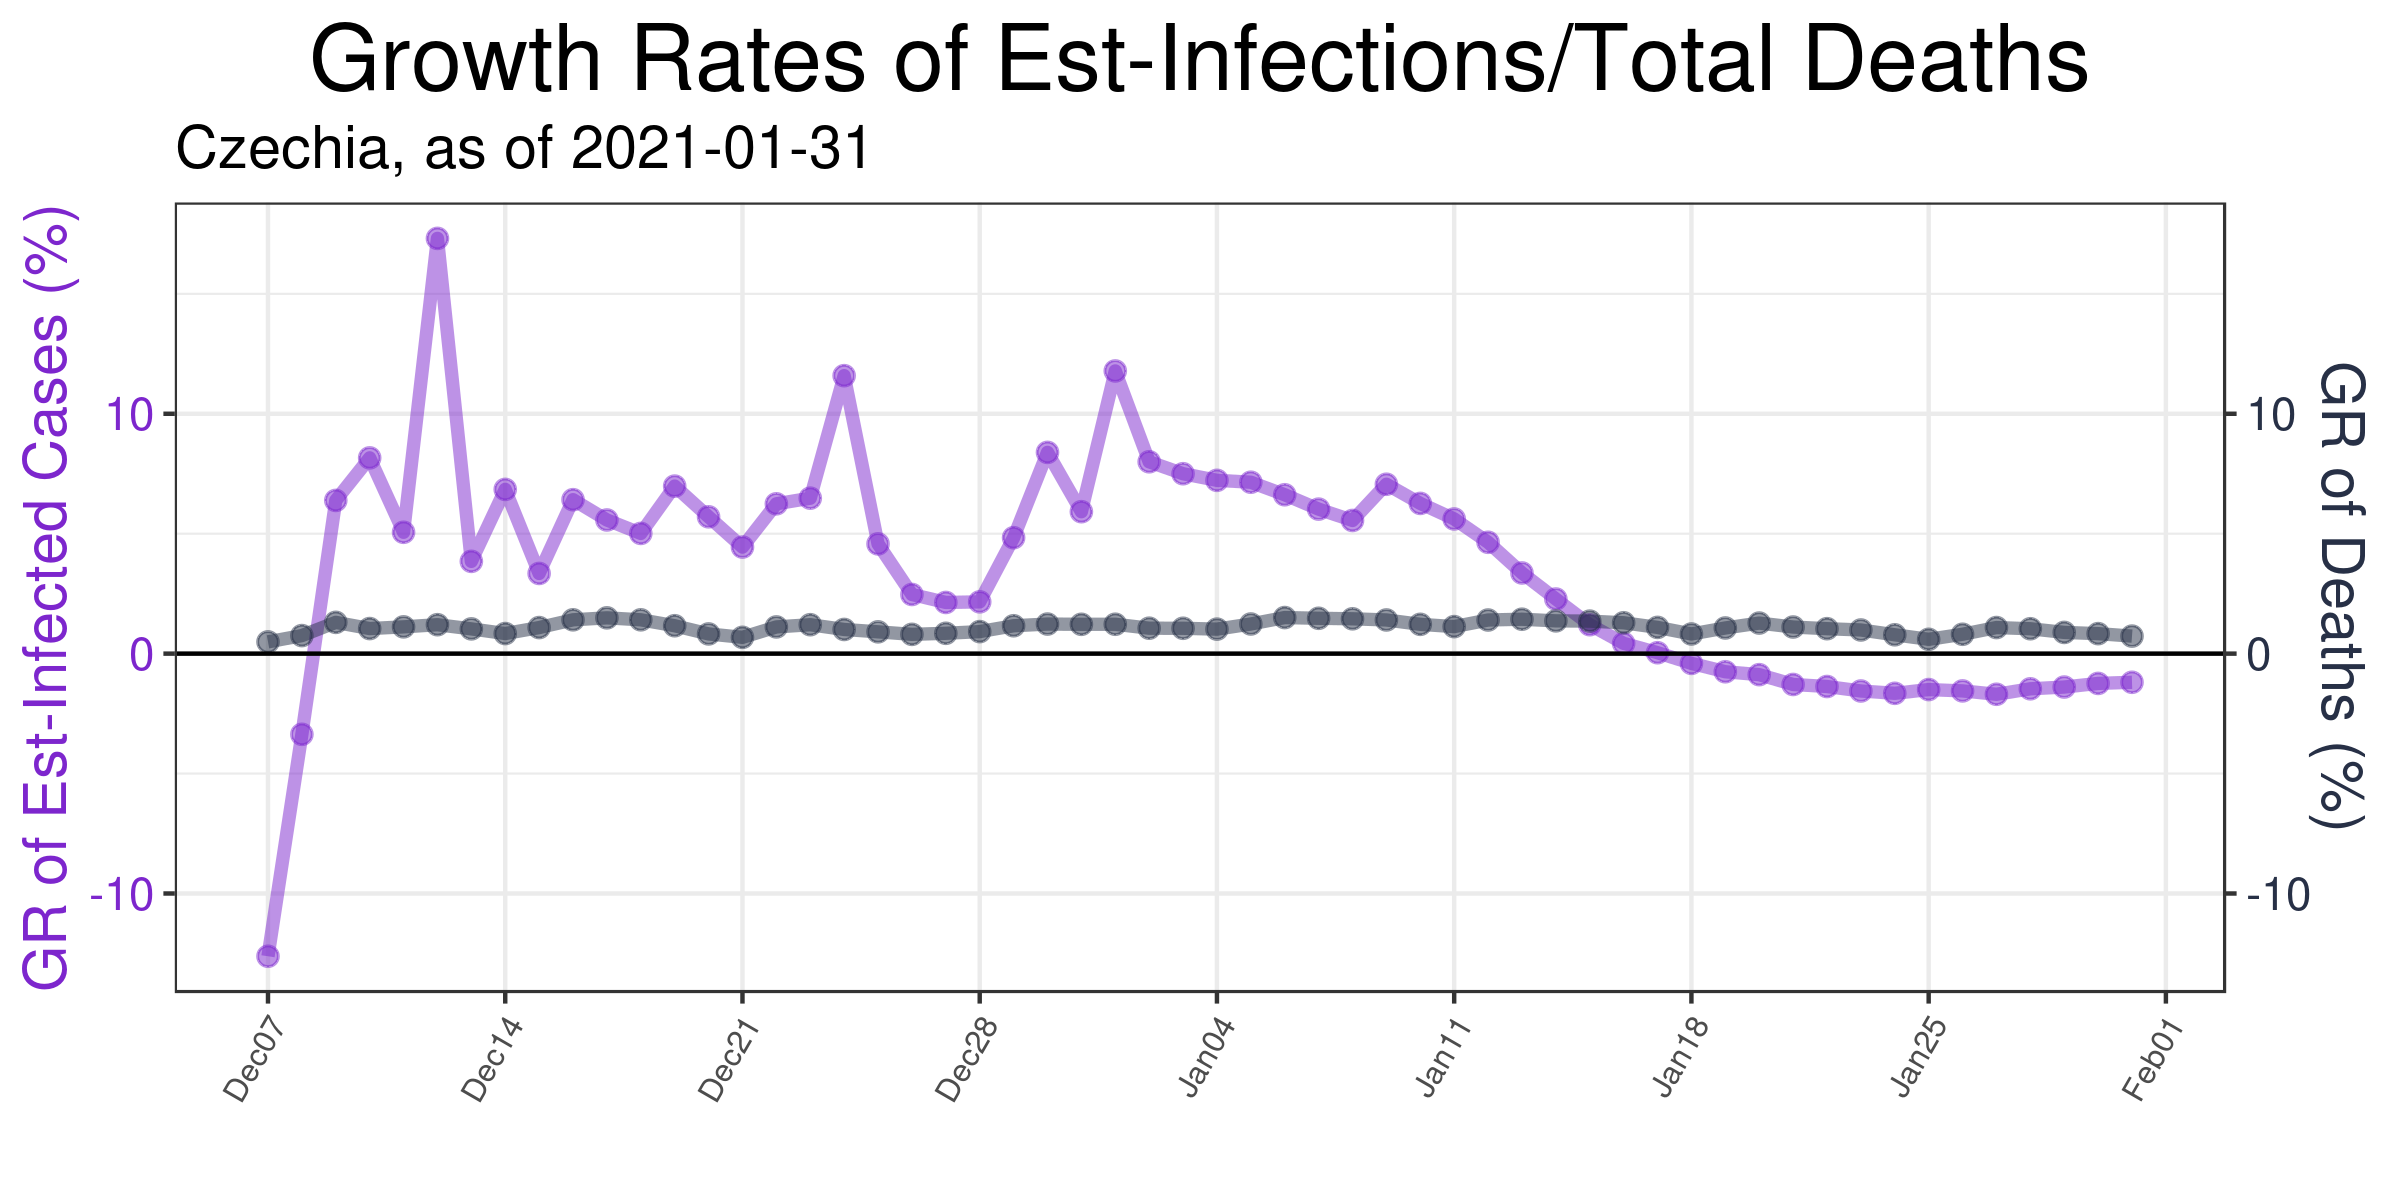 Growth Rates of Est-Infections/Total Deaths
Czechia, as of 2021-01-31
GR of Est-Infected Cases (%)
10
0
-10
10
0
-10
GR of Deaths (%)
Dec07
Dec14
Dec21
Dec28
Jan04
Jan11
Jan18
Jan25
Feb01